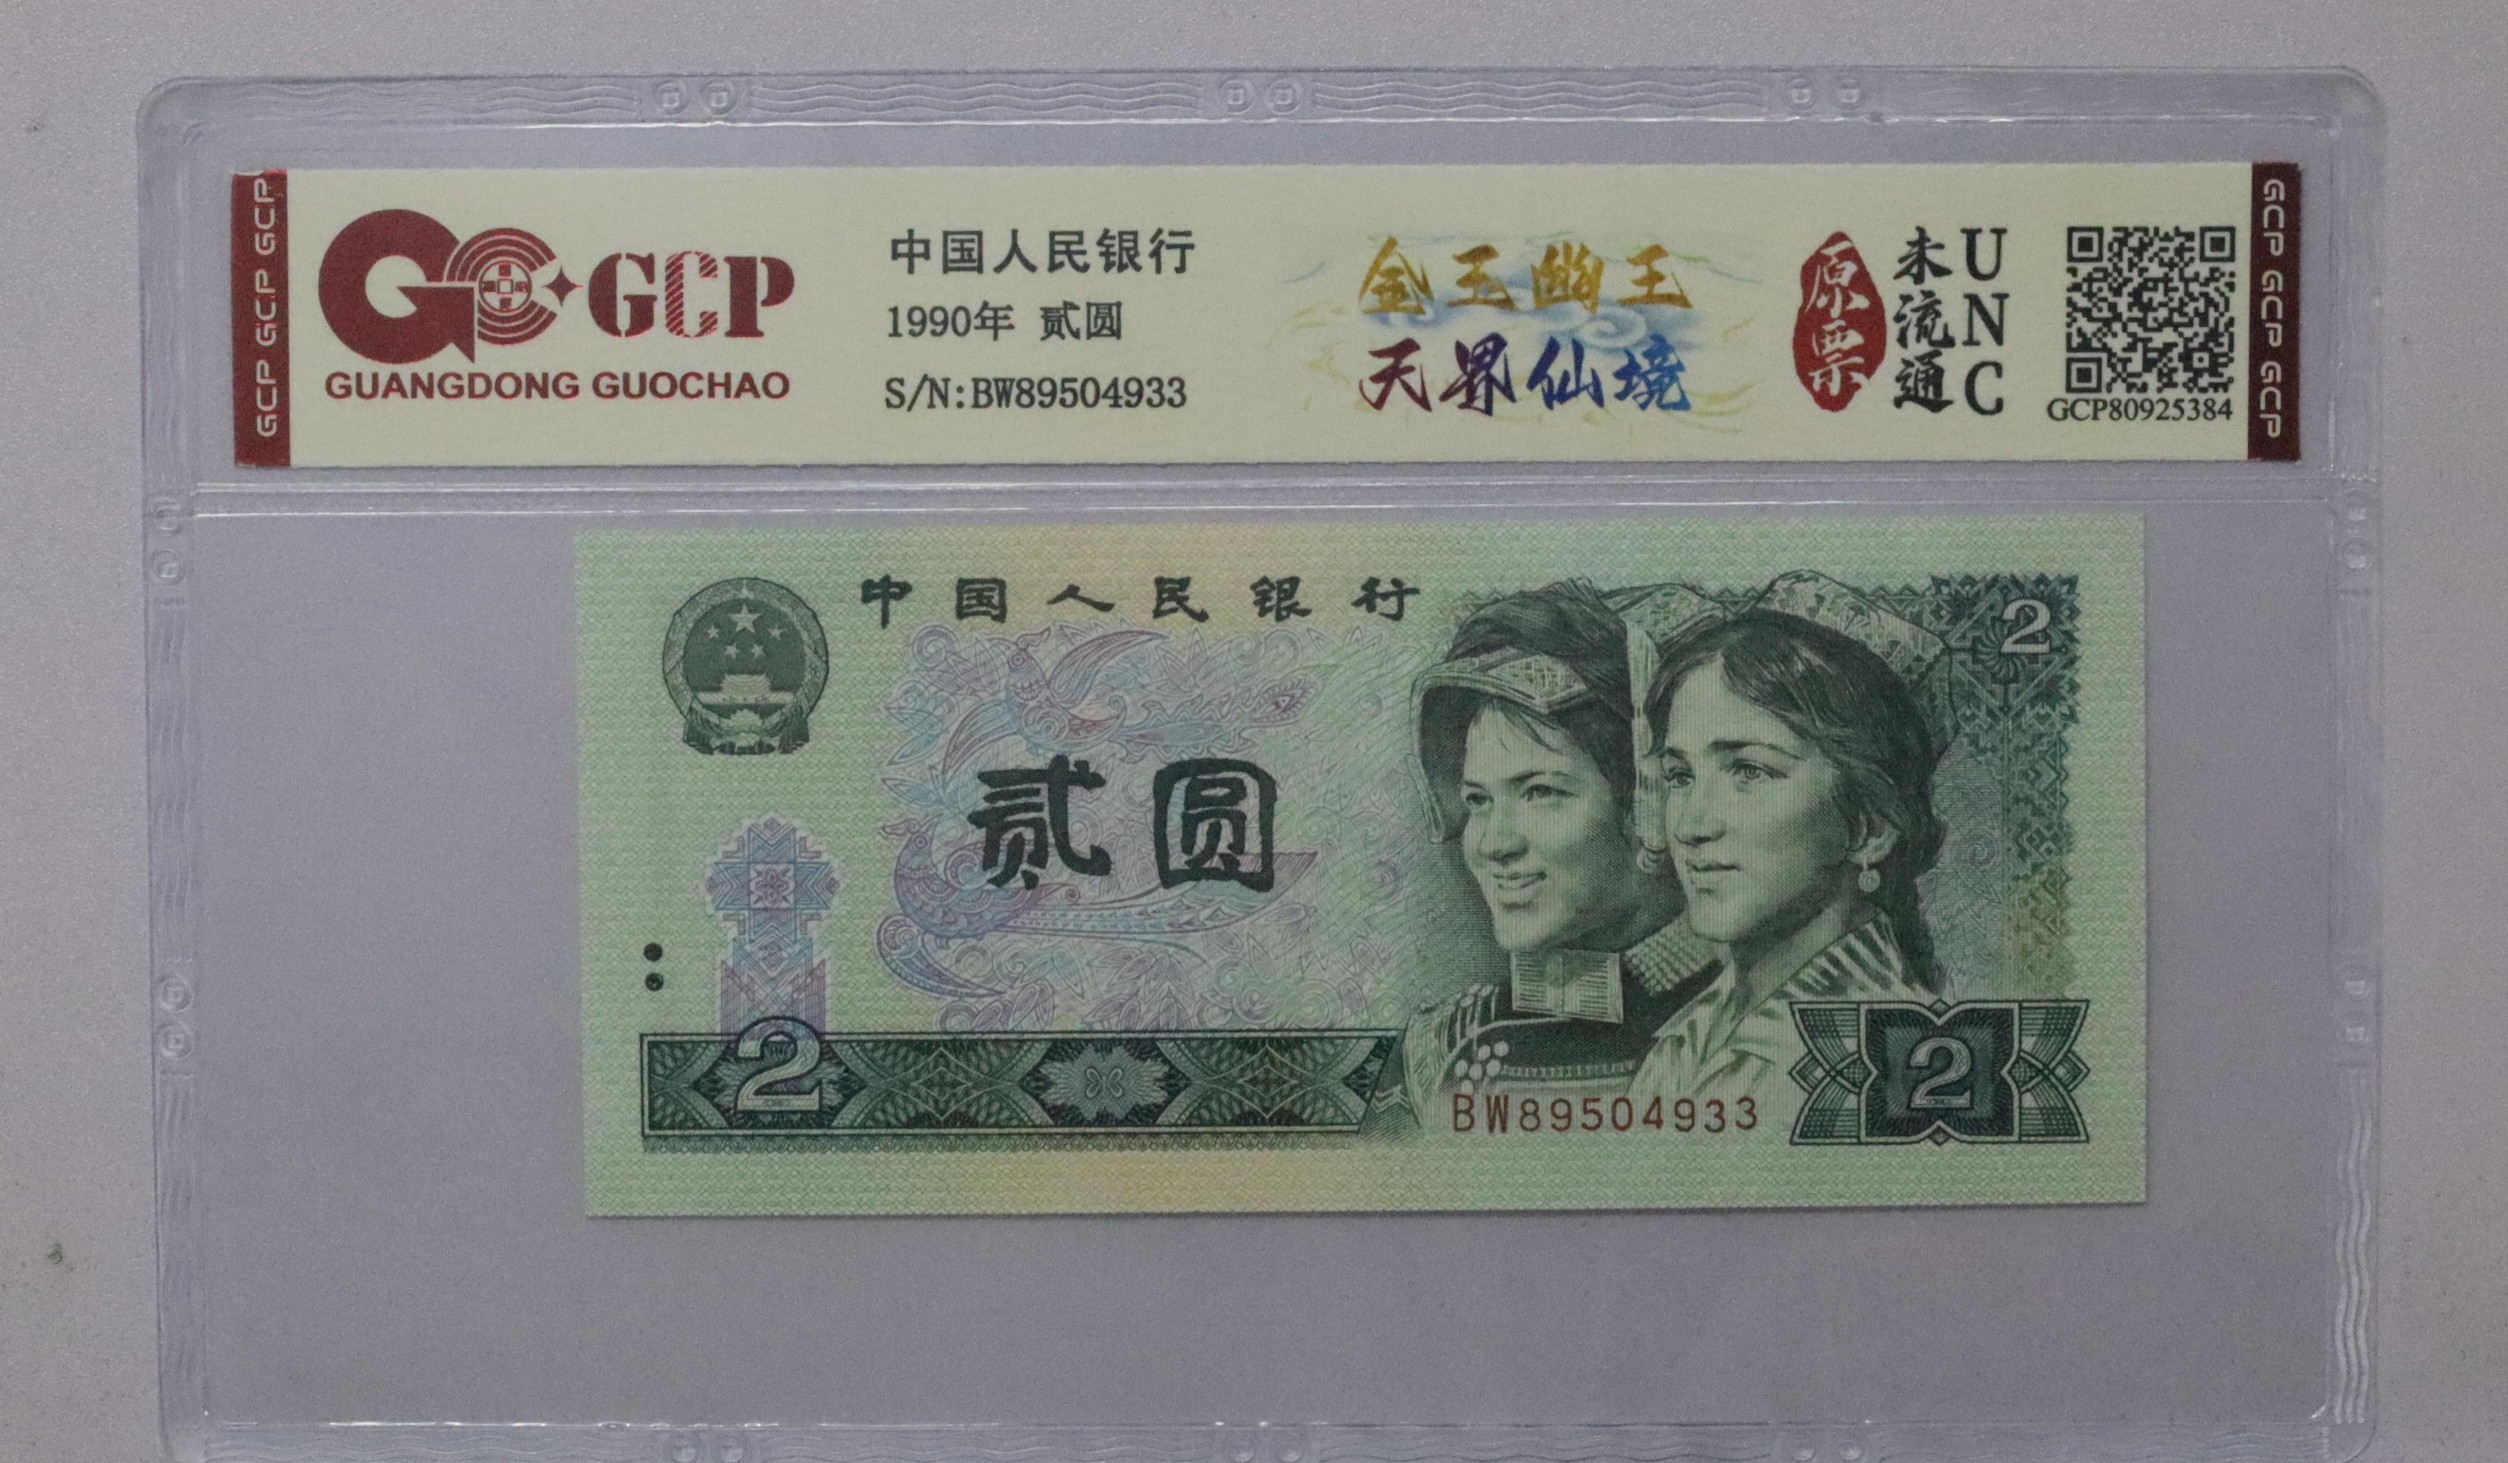 GCP GCP GCP
GCP
GUANGDONG GUOCHAO
中国人民银行
1990年 贰圆
S/N:BW89504933
金玉幽王
天界仙境
原票
未流通
UNC
GCP80925384
GCP GCP GCP
中国人民银行
2
贰圆
2
BW89504933
2